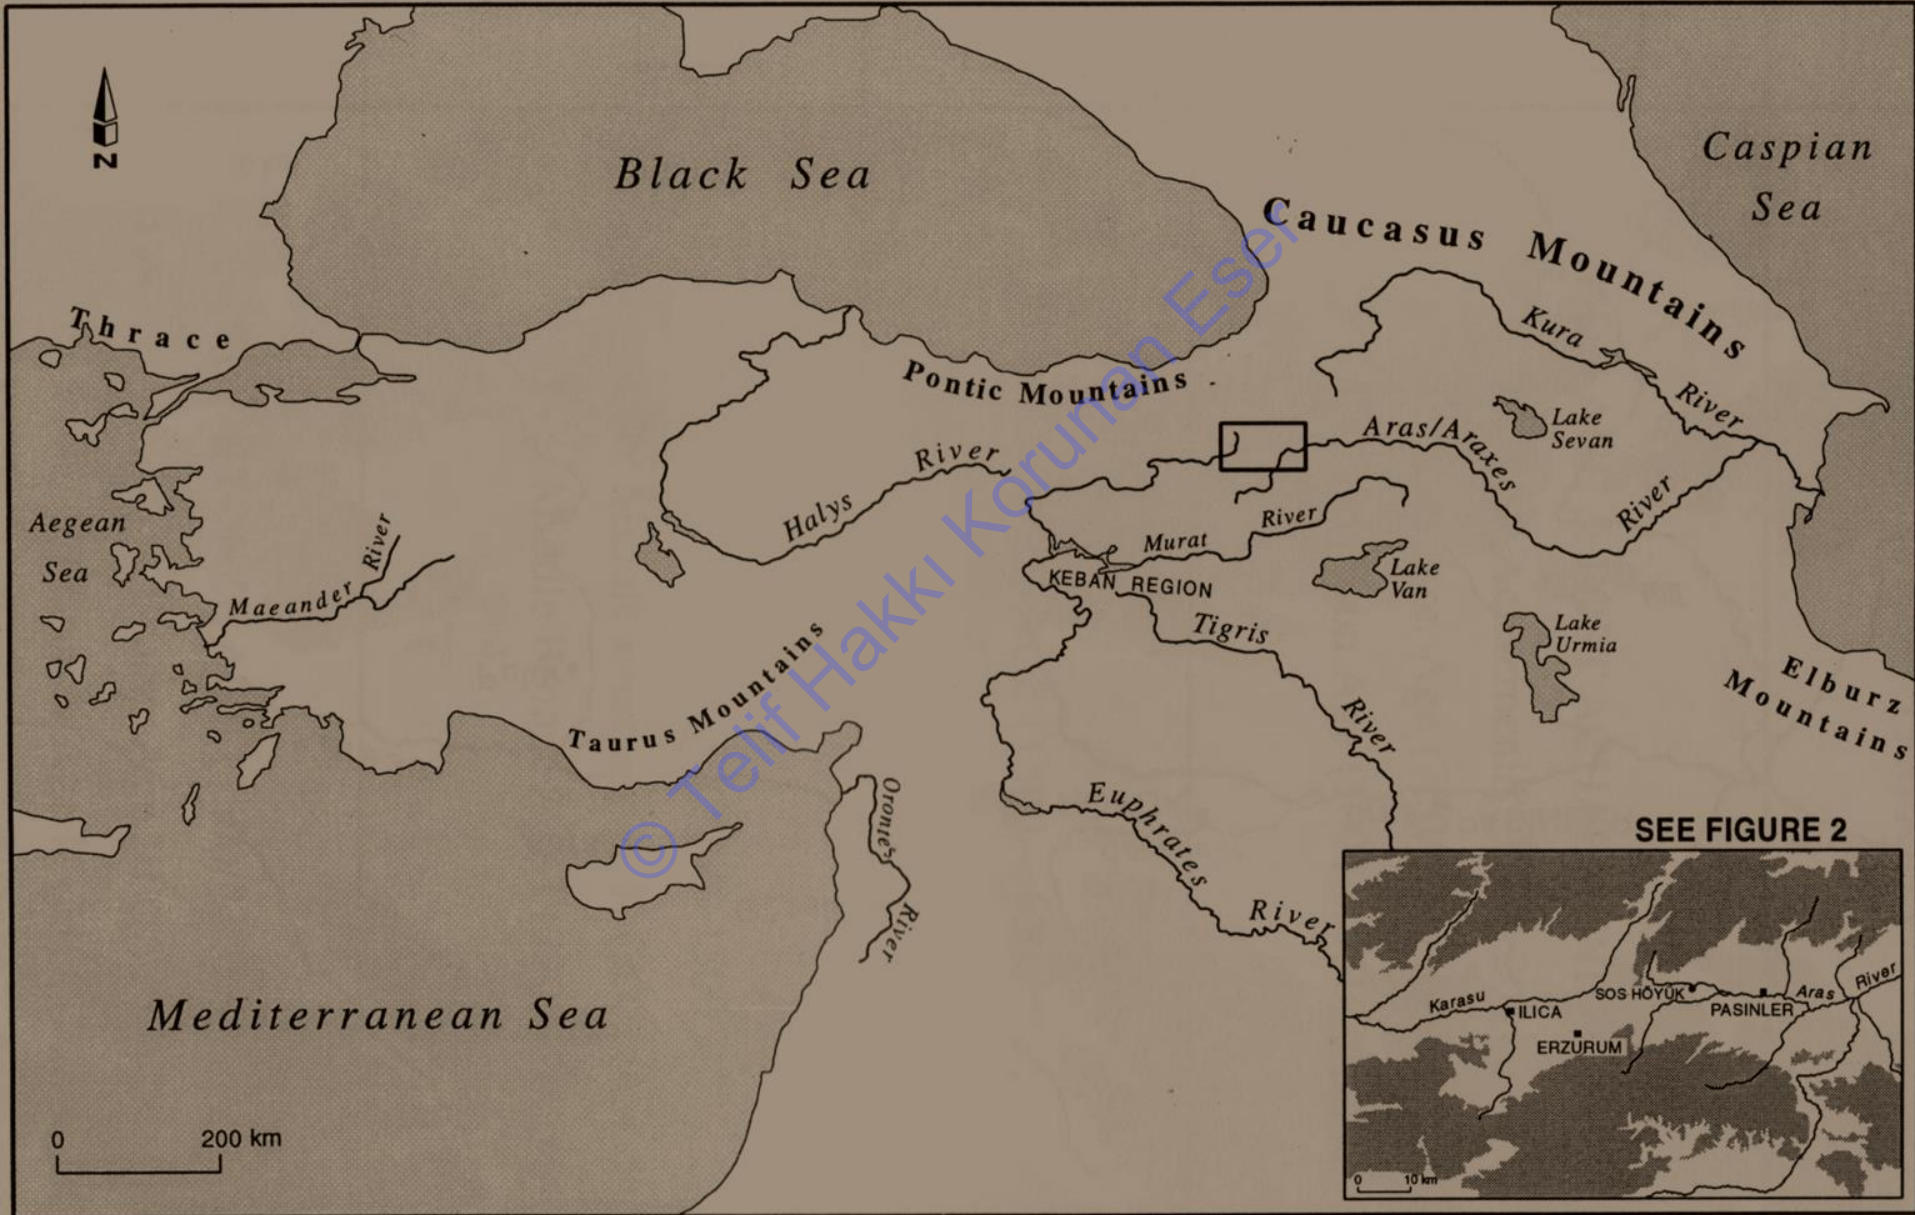 N
Black Sea
Caspian
Sea
Caucasus Mountains
Thrace
Kura River
Pontic Mountains
Lake
Sevan
Aras/Araxes River
Halys River
Aegean
Sea
Murat River
Maeander River
KEBAN REGION
Lake
Van
Tigris River
Lake
Urmia
Taurus Mountains
Elburz
Mountains
Orontes River
Euphrates River
Mediterranean Sea
0 200 km
SEE FIGURE 2
Karasu
SOS HÖYÜK
Aras River
ILICA
PASINLER
ERZURUM
0 10 km
© Telif Hakkı Korunan Eser